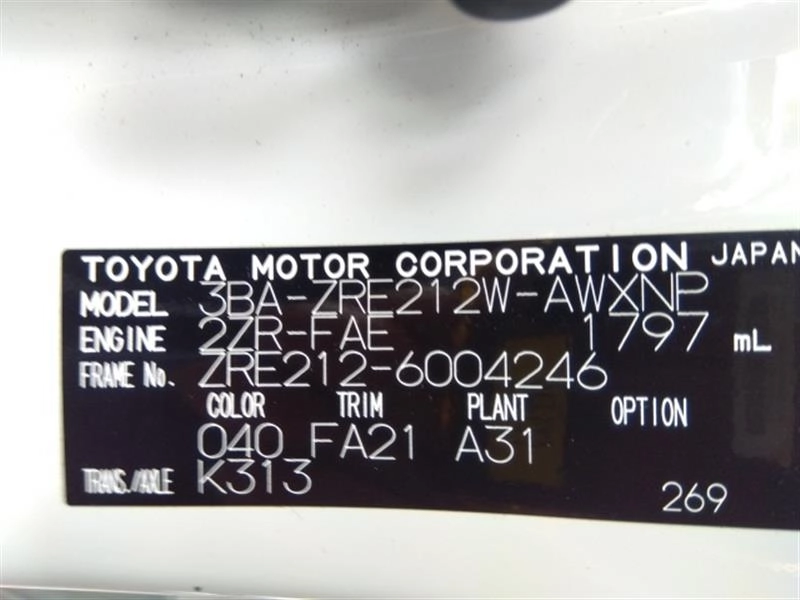 TOYOTA MOTOR CORPORATION JAPAN
MODEL 3BA-ZRE212W-AWXNP
ENGINE 2ZR-FAE 1797 mL
FRAME No. ZRE212-6004246
COLOR TRIM PLANT OPTION
040 FA21 A31
TRANS./AXLE K313
269